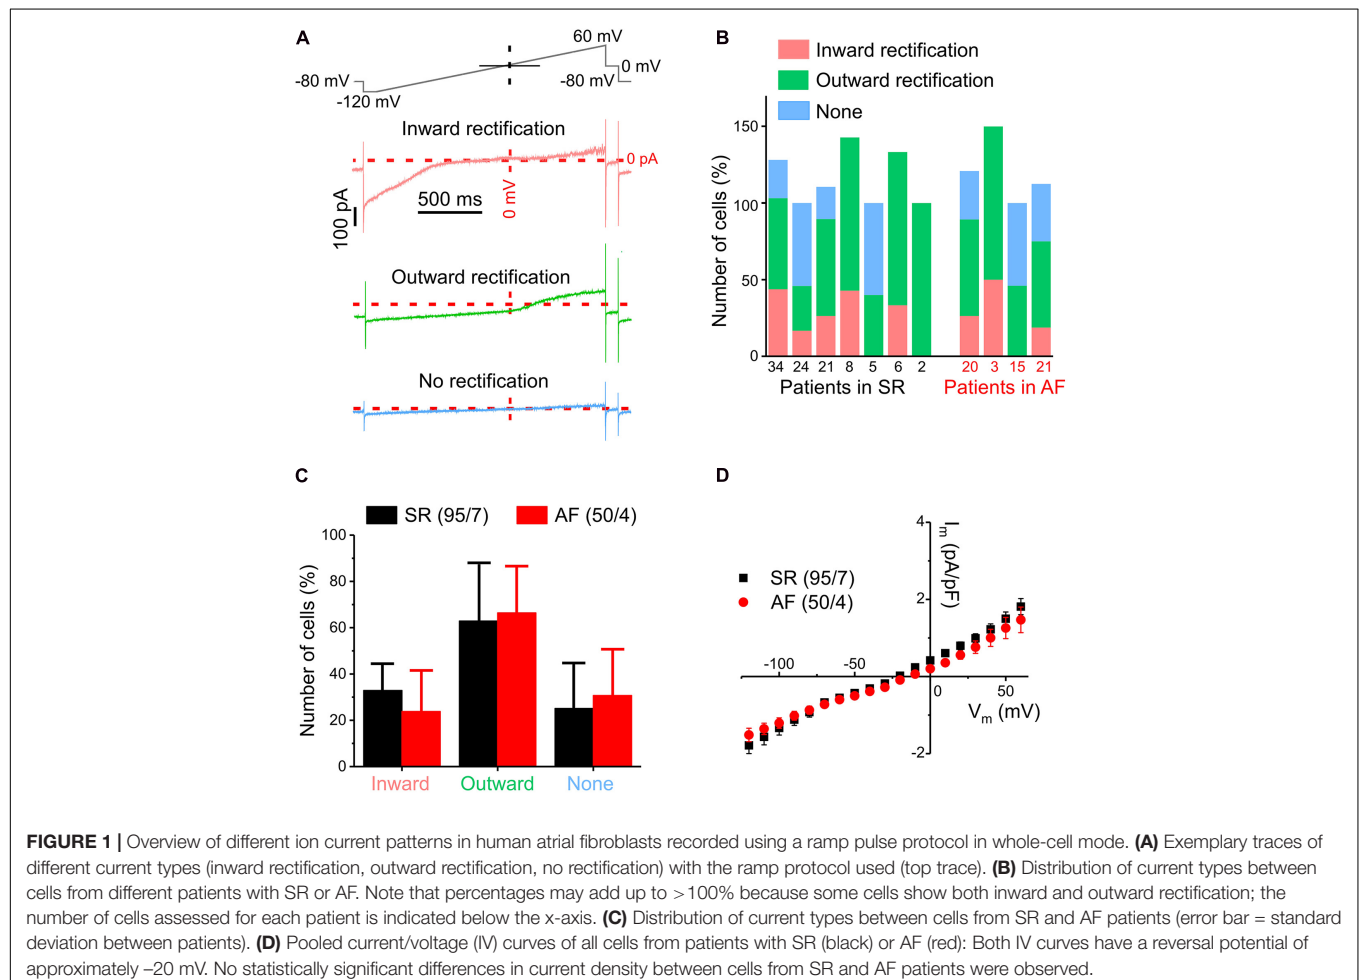 A
60 mV
0 mV
-80 mV
-80 mV
-120 mV
Inward rectification
0 pA
500 ms
0 mV
100 pA
Outward rectification
No rectification
B
Inward rectification
Outward rectification
None
Number of cells (%)
150
100
50
0
34 24 21 8 5 6 2 20 3 15 21
Patients in SR Patients in AF
C
SR (95/7) AF (50/4)
Number of cells (%)
100
80
60
40
20
0
Inward Outward None
D
SR (95/7)
AF (50/4)
Im (pA/pF)
4
2
-2
-100 -50 0 50
Vm (mV)
FIGURE 1 | Overview of different ion current patterns in human atrial fibroblasts recorded using a ramp pulse protocol in whole-cell mode. (A) Exemplary traces of
different current types (inward rectification, outward rectification, no rectification) with the ramp protocol used (top trace). (B) Distribution of current types between
cells from different patients with SR or AF. Note that percentages may add up to >100% because some cells show both inward and outward rectification; the
number of cells assessed for each patient is indicated below the x-axis. (C) Distribution of current types between cells from SR and AF patients (error bar = standard
deviation between patients). (D) Pooled current/voltage (IV) curves of all cells from patients with SR (black) or AF (red): Both IV curves have a reversal potential of
approximately –20 mV. No statistically significant differences in current density between cells from SR and AF patients were observed.